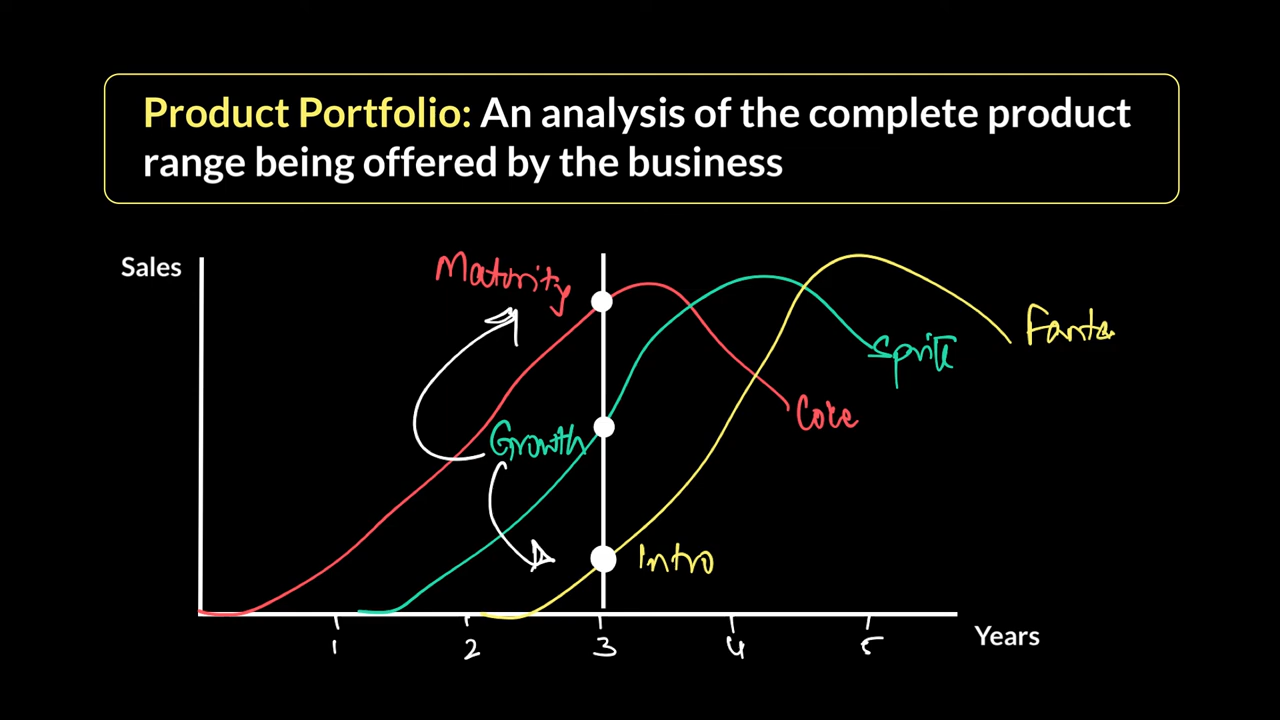 Product Portfolio: An analysis of the complete product
range being offered by the business
Sales
Maturity
Fanta
Sprite
Coke
Growth
Intro
1 2 3 4 5
Years